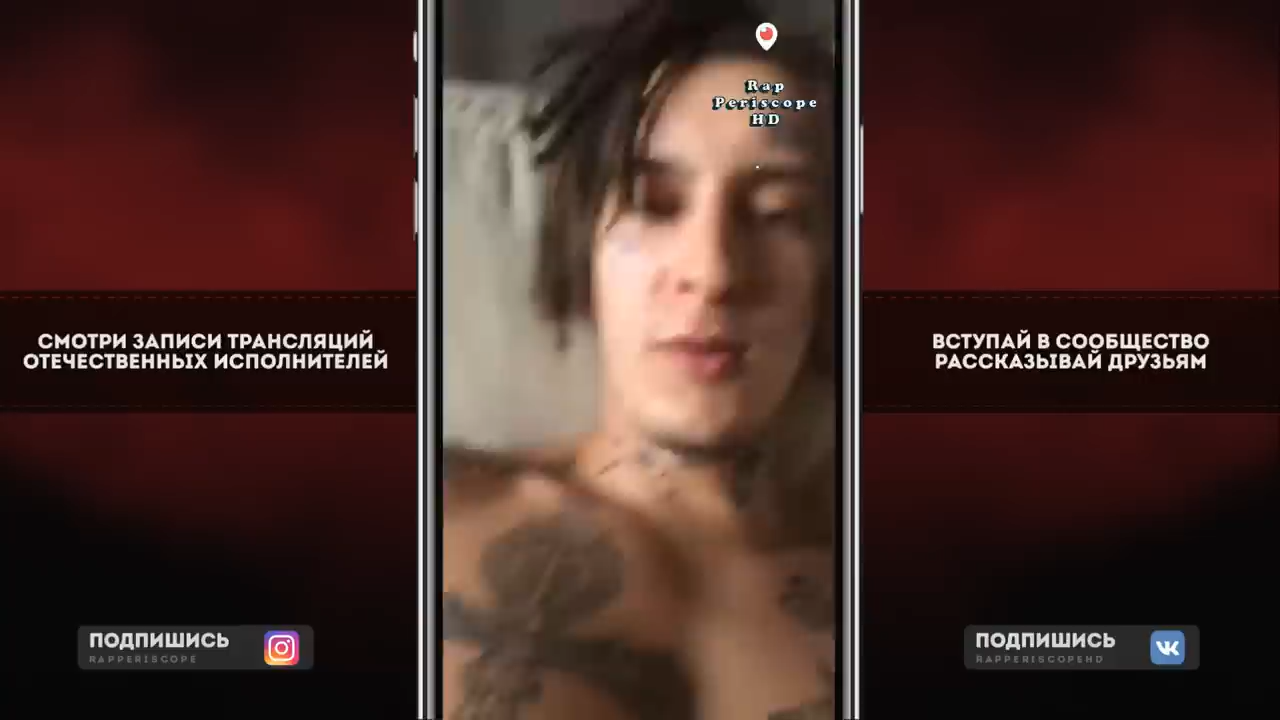 Rap
Periscope
HD
СМОТРИ ЗАПИСИ ТРАНСЛЯЦИЙ
ОТЕЧЕСТВЕННЫХ ИСПОЛНИТЕЛЕЙ
ВСТУПАЙ В СООБЩЕСТВО
РАССКАЗЫВАЙ ДРУЗЬЯМ
ПОДПИШИСЬ
RAPPERISCOPE
ПОДПИШИСЬ
RAPPERISCOPEHD